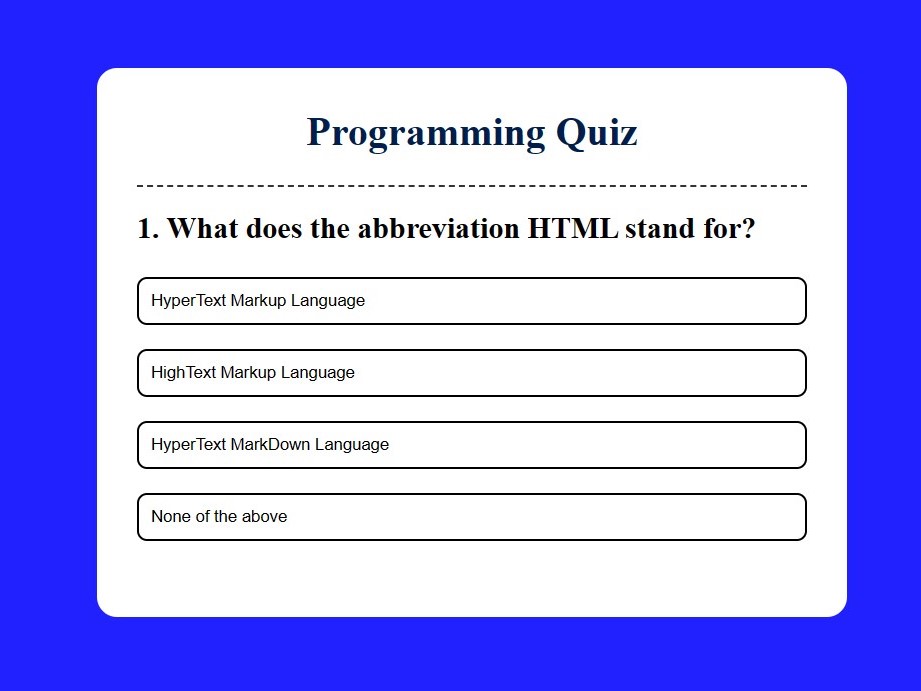 Programming Quiz
1. What does the abbreviation HTML stand for?
HyperText Markup Language
HighText Markup Language
HyperText MarkDown Language
None of the above